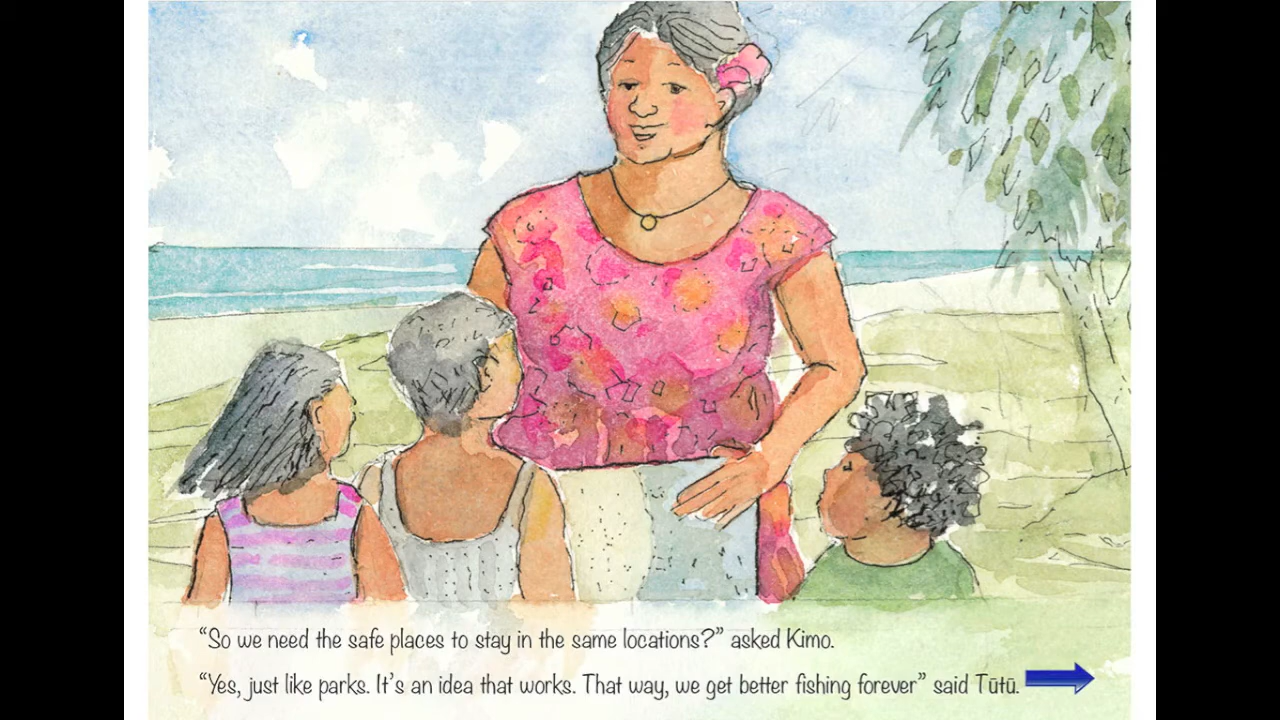 “So we need the safe places to stay in the same locations?” asked Kimo.
“Yes, just like parks. It’s an idea that works. That way, we get better fishing forever” said Tūtū.